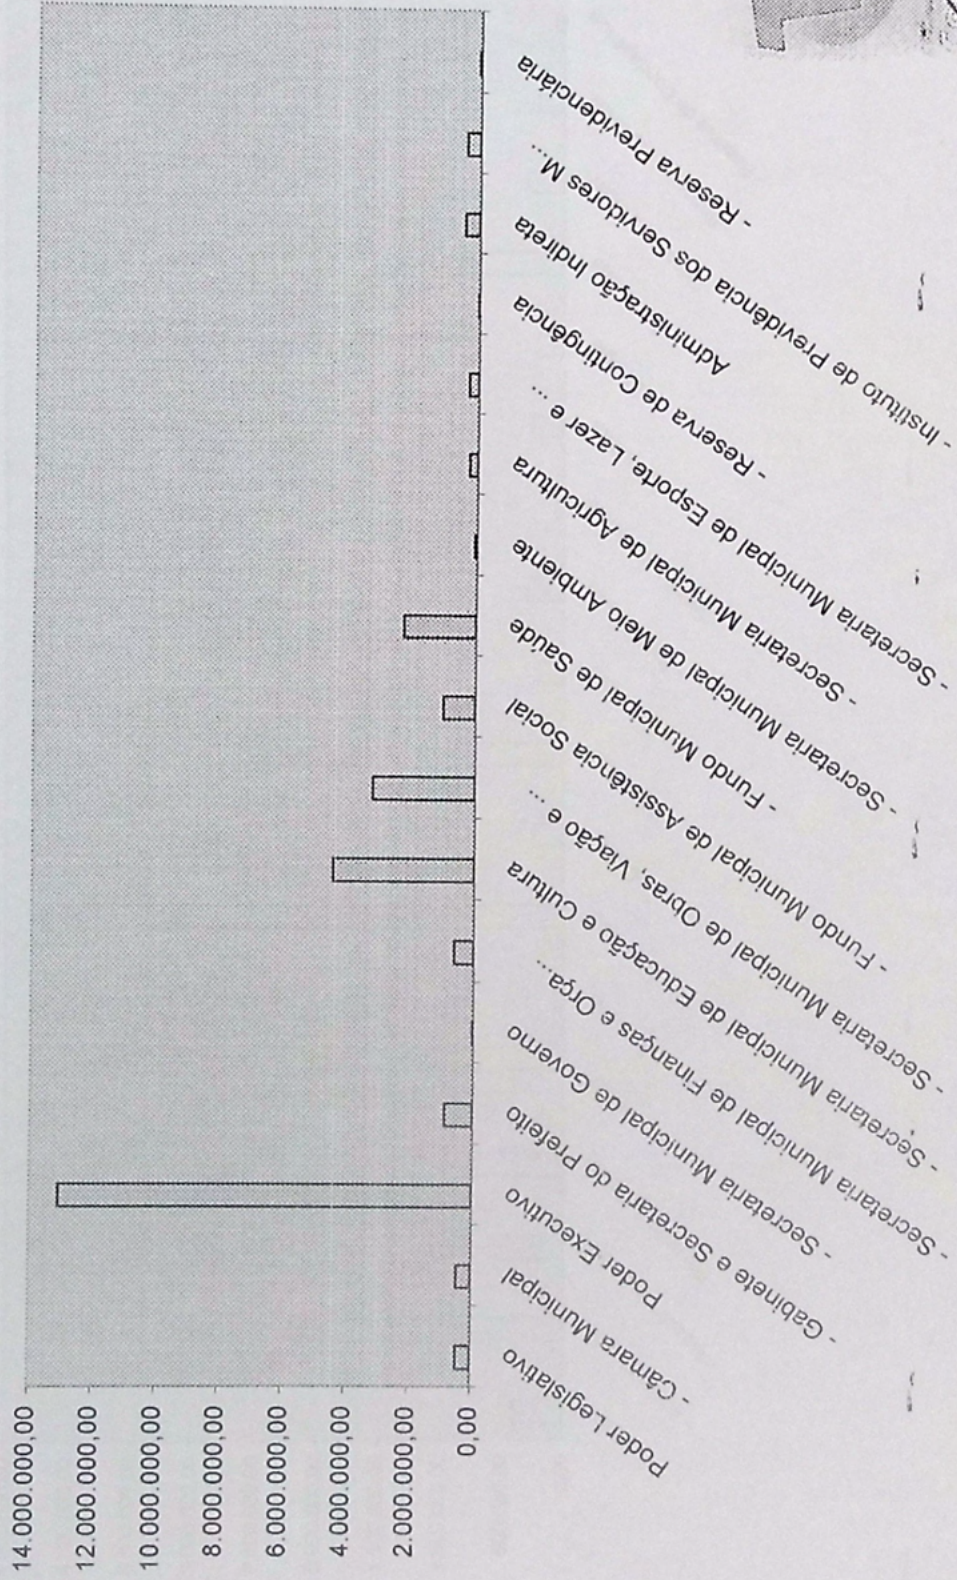 14.000.000,00
12.000.000,00
10.000.000,00
8.000.000,00
6.000.000,00
4.000.000,00
2.000.000,00
0,00
Poder Legislativo
- Câmara Municipal
Poder Executivo
- Gabinete e Secretaria do Prefeito
- Secretaria Municipal de Governo
- Secretaria Municipal de Finanças e Orça...
- Secretaria Municipal de Educação e Cultura
- Secretaria Municipal de Obras, Viação e ...
- Fundo Municipal de Assistência Social
- Fundo Municipal de Saúde
- Secretaria Municipal de Meio Ambiente
- Secretaria Municipal de Agricultura
- Secretaria Municipal de Esporte, Lazer e ...
- Reserva de Contingência
Administração Indireta
- Instituto de Previdência dos Servidores M...
- Reserva Previdenciária